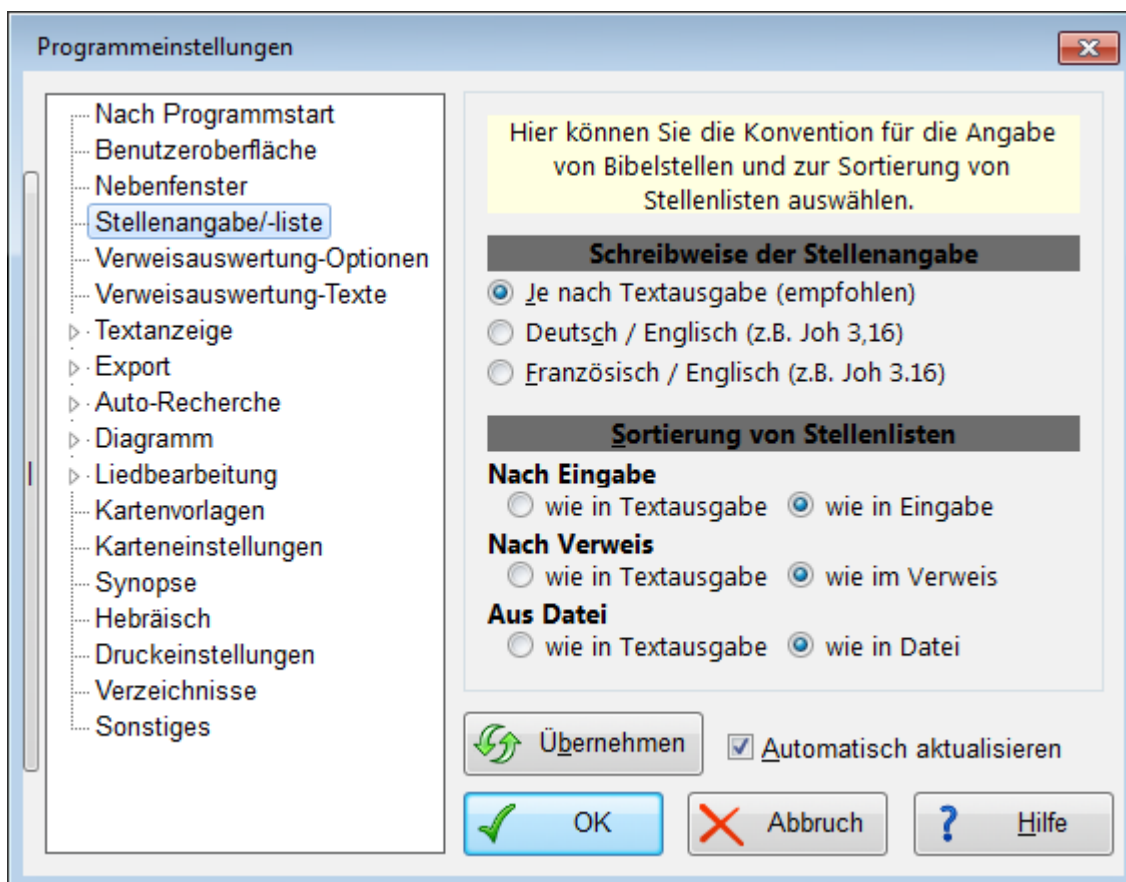 Programmeinstellungen
Nach Programmstart
Benutzeroberfläche
Nebenfenster
Stellenangabe/-liste
Verweisauswertung-Optionen
Verweisauswertung-Texte
Textanzeige
Export
Auto-Recherche
Diagramm
Liedbearbeitung
Kartenvorlagen
Karteneinstellungen
Synopse
Hebräisch
Druckeinstellungen
Verzeichnisse
Sonstiges
Hier können Sie die Konvention für die Angabe
von Bibelstellen und zur Sortierung von
Stellenlisten auswählen.
Schreibweise der Stellenangabe
Je nach Textausgabe (empfohlen)
Deutsch / Englisch (z.B. Joh 3,16)
Französisch / Englisch (z.B. Joh 3.16)
Sortierung von Stellenlisten
Nach Eingabe
wie in Textausgabe wie in Eingabe
Nach Verweis
wie in Textausgabe wie im Verweis
Aus Datei
wie in Textausgabe wie in Datei
Übernehmen Automatisch aktualisieren
OK Abbruch Hilfe